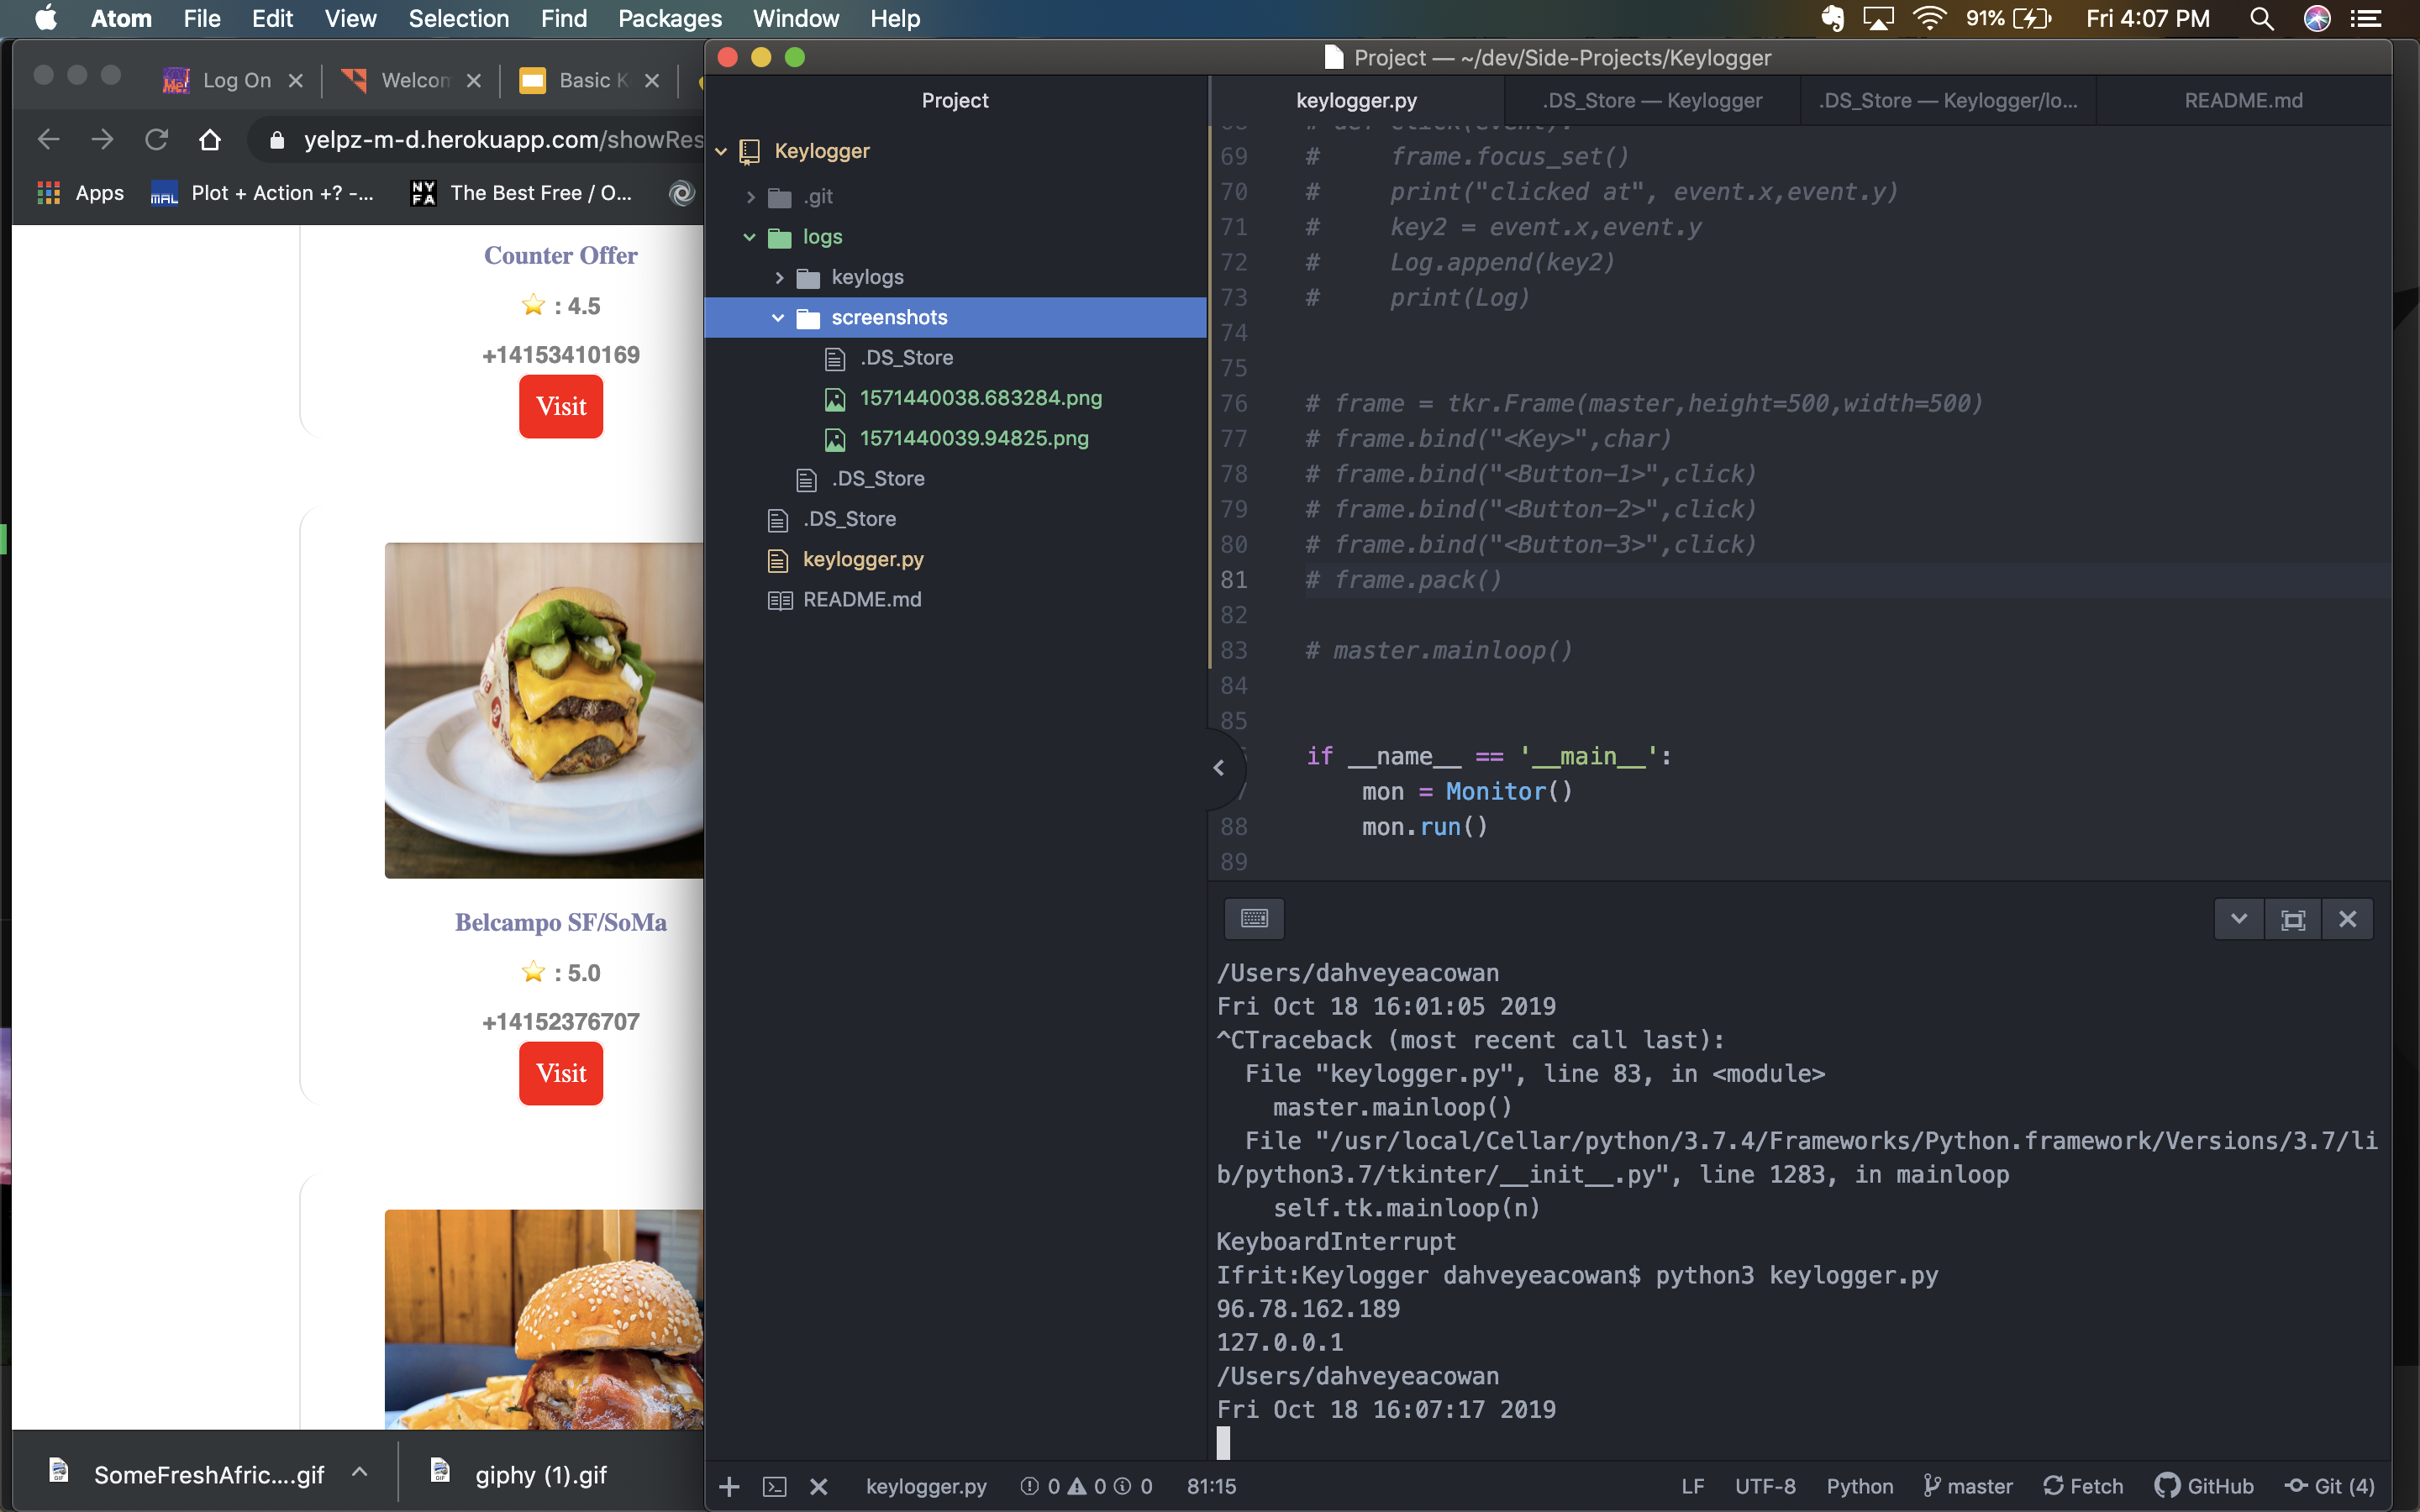 Atom File Edit View Selection Find Packages Window Help
91% Fri 4:07 PM
Log On
Welcom
Basic K
yelpz-m-d.herokuapp.com/showRes
Apps
MAL Plot + Action +? -...
NYFA The Best Free / O...
Counter Offer
⭐ : 4.5
+14153410169
Visit
Belcampo SF/SoMa
⭐ : 5.0
+14152376707
Visit
SomeFreshAfric....gif
giphy (1).gif
Project — ~/dev/Side-Projects/Keylogger
Project
Keylogger
.git
logs
keylogs
screenshots
.DS_Store
1571440038.683284.png
1571440039.94825.png
.DS_Store
.DS_Store
keylogger.py
README.md
keylogger.py
.DS_Store — Keylogger
.DS_Store — Keylogger/lo...
README.md
68 # def click(event):
69 # frame.focus_set()
70 # print("clicked at", event.x,event.y)
71 # key2 = event.x,event.y
72 # Log.append(key2)
73 # print(Log)
74
75
76 # frame = tkr.Frame(master,height=500,width=500)
77 # frame.bind("<Key>",char)
78 # frame.bind("<Button-1>",click)
79 # frame.bind("<Button-2>",click)
80 # frame.bind("<Button-3>",click)
81 # frame.pack()
82
83 # master.mainloop()
84
85
if __name__ == '__main__':
7 mon = Monitor()
88 mon.run()
89
/Users/dahveyeacowan
Fri Oct 18 16:01:05 2019
^CTraceback (most recent call last):
File "keylogger.py", line 83, in <module>
master.mainloop()
File "/usr/local/Cellar/python/3.7.4/Frameworks/Python.framework/Versions/3.7/li
b/python3.7/tkinter/__init__.py", line 1283, in mainloop
self.tk.mainloop(n)
KeyboardInterrupt
Ifrit:Keylogger dahveyeacowan$ python3 keylogger.py
96.78.162.189
127.0.0.1
/Users/dahveyeacowan
Fri Oct 18 16:07:17 2019
keylogger.py 0 0 0 81:15
LF UTF-8 Python master Fetch GitHub Git (4)